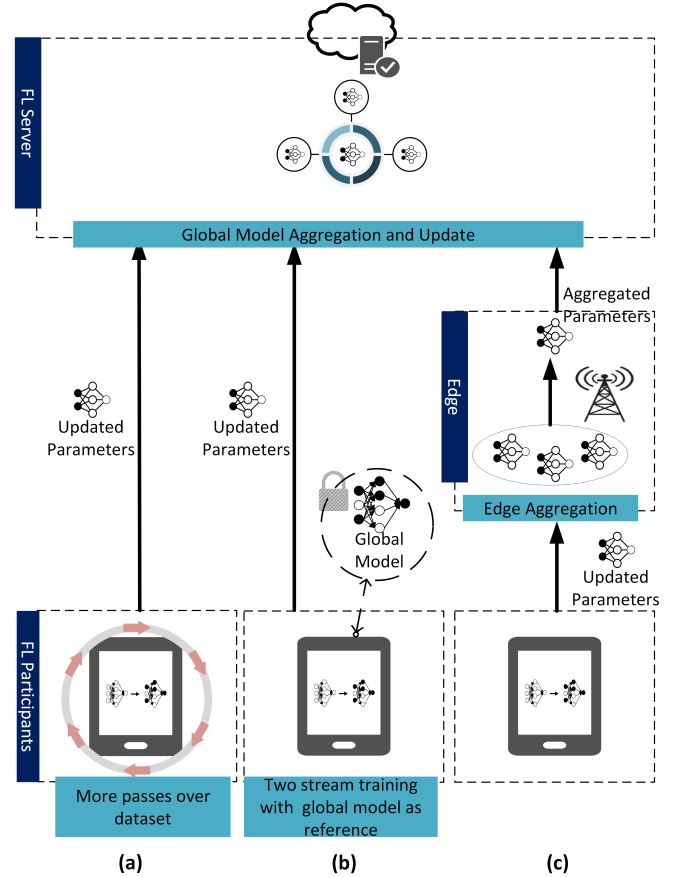 FL Server
Global Model Aggregation and Update
Updated
Parameters
Updated
Parameters
Aggregated
Parameters
Edge
Edge Aggregation
Global
Model
Updated
Parameters
FL Participants
More passes over
dataset
Two stream training
with global model as
reference
(a)
(b)
(c)